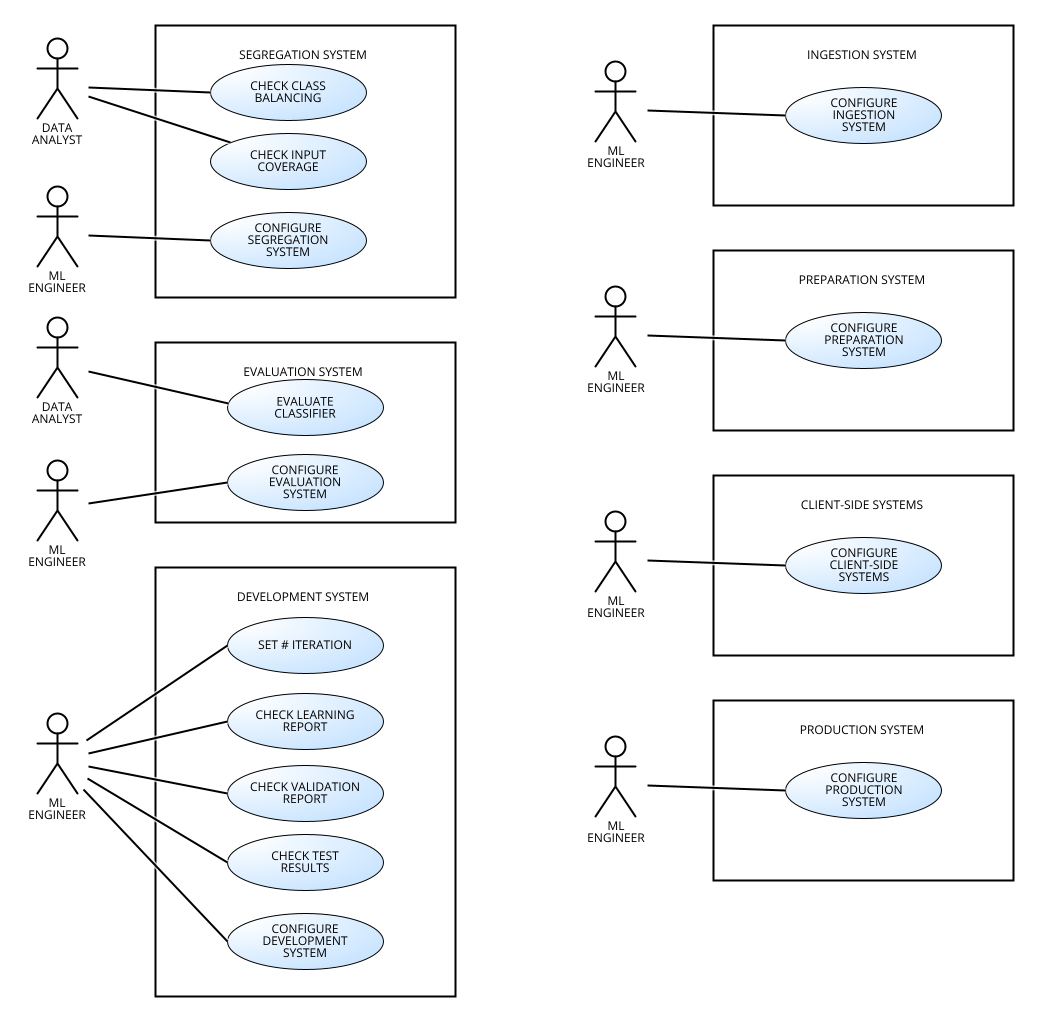 SEGREGATION SYSTEM
CHECK CLASS
BALANCING
DATA
ANALYST
CHECK INPUT
COVERAGE
CONFIGURE
SEGREGATION
SYSTEM
ML
ENGINEER
EVALUATION SYSTEM
EVALUATE
CLASSIFIER
DATA
ANALYST
CONFIGURE
EVALUATION
SYSTEM
ML
ENGINEER
DEVELOPMENT SYSTEM
SET # ITERATION
CHECK LEARNING
REPORT
CHECK VALIDATION
REPORT
ML
ENGINEER
CHECK TEST
RESULTS
CONFIGURE
DEVELOPMENT
SYSTEM
INGESTION SYSTEM
CONFIGURE
INGESTION
SYSTEM
ML
ENGINEER
PREPARATION SYSTEM
CONFIGURE
PREPARATION
SYSTEM
ML
ENGINEER
CLIENT-SIDE SYSTEMS
CONFIGURE
CLIENT-SIDE
SYSTEMS
ML
ENGINEER
PRODUCTION SYSTEM
CONFIGURE
PRODUCTION
SYSTEM
ML
ENGINEER